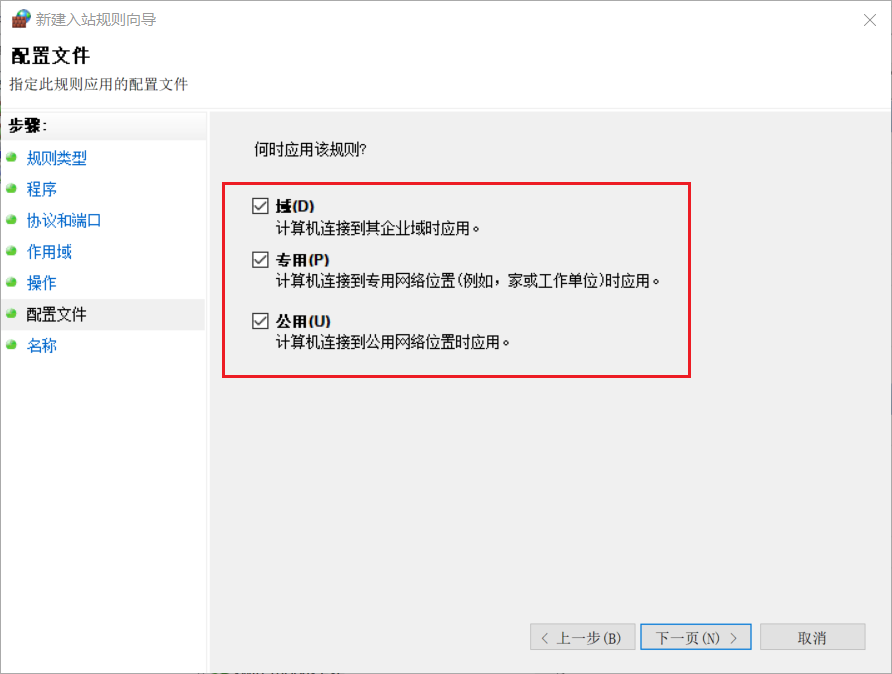 新建入站规则向导
配置文件
指定此规则应用的配置文件
步骤:
规则类型
程序
协议和端口
作用域
操作
配置文件
名称
何时应用该规则?
域(D)
计算机连接到其企业域时应用。
专用(P)
计算机连接到专用网络位置(例如，家或工作单位)时应用。
公用(U)
计算机连接到公用网络位置时应用。
< 上一步(B)
下一页(N) >
取消